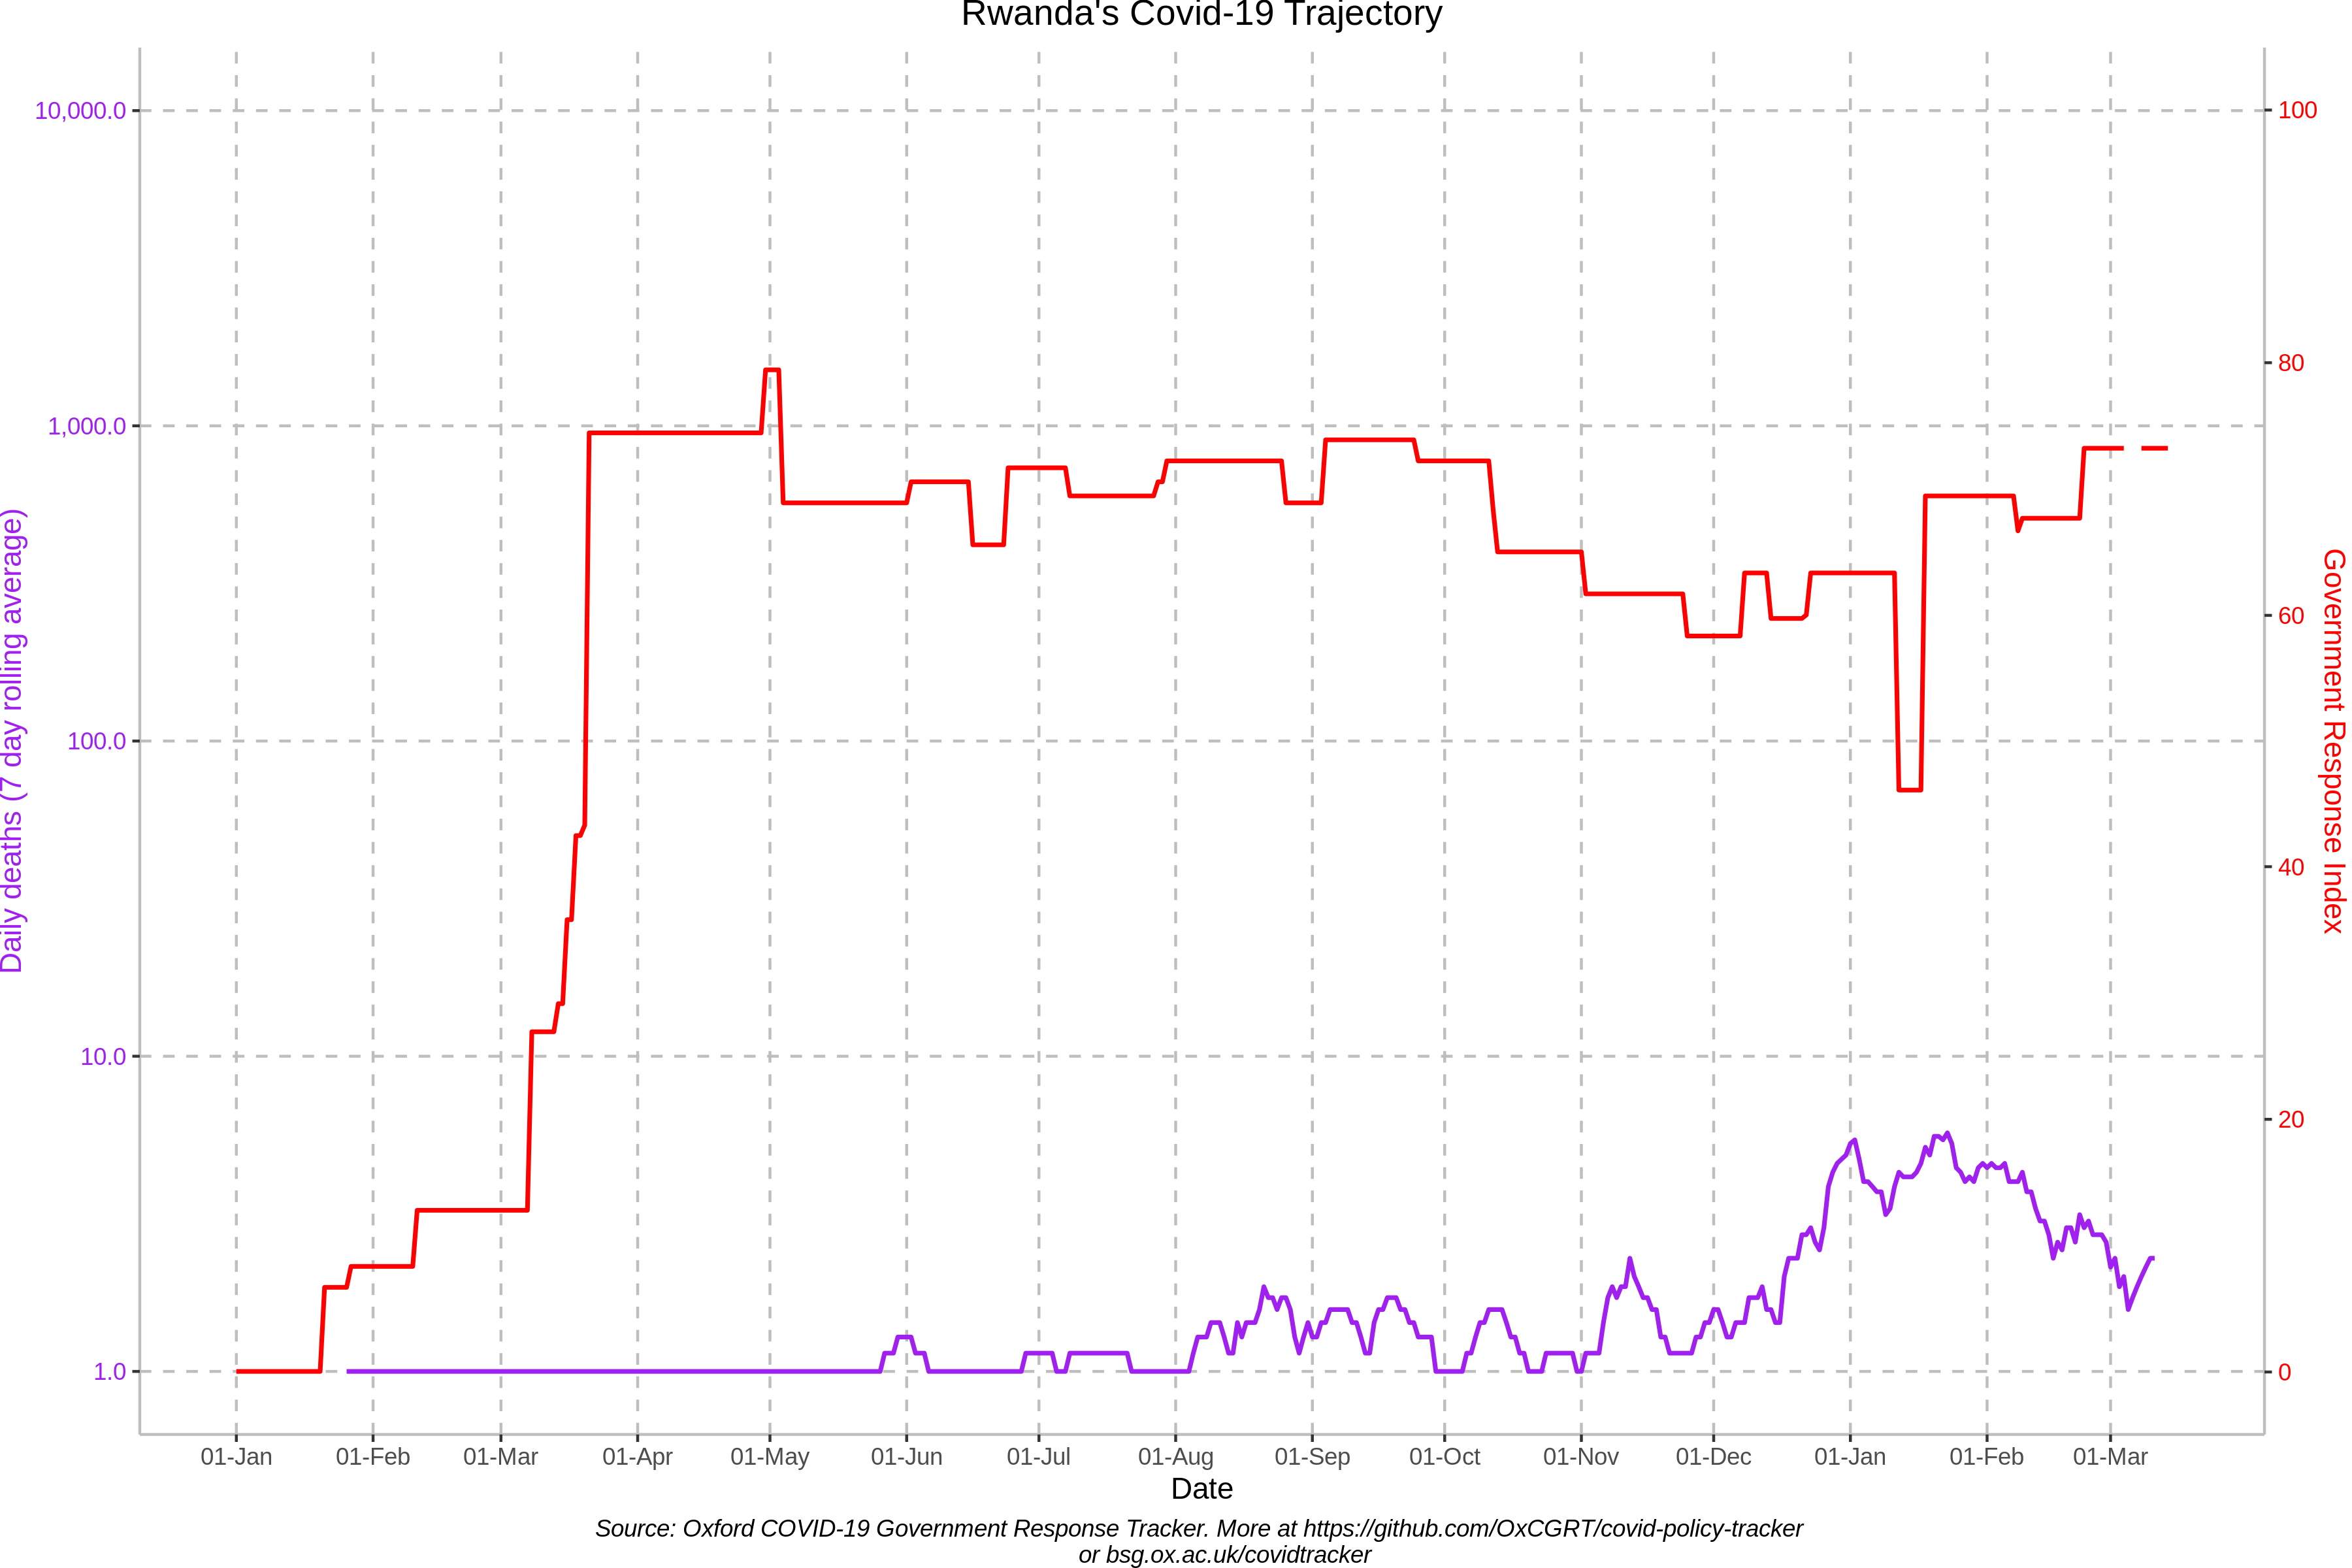 Rwanda's Covid-19 Trajectory
10,000.0
1,000.0
100.0
10.0
1.0
Daily deaths (7 day rolling average)
100
80
60
40
20
0
Government Response Index
01-Jan 01-Feb 01-Mar 01-Apr 01-May 01-Jun 01-Jul 01-Aug 01-Sep 01-Oct 01-Nov 01-Dec 01-Jan 01-Feb 01-Mar
Date
Source: Oxford COVID-19 Government Response Tracker. More at https://github.com/OxCGRT/covid-policy-tracker
or bsg.ox.ac.uk/covidtracker